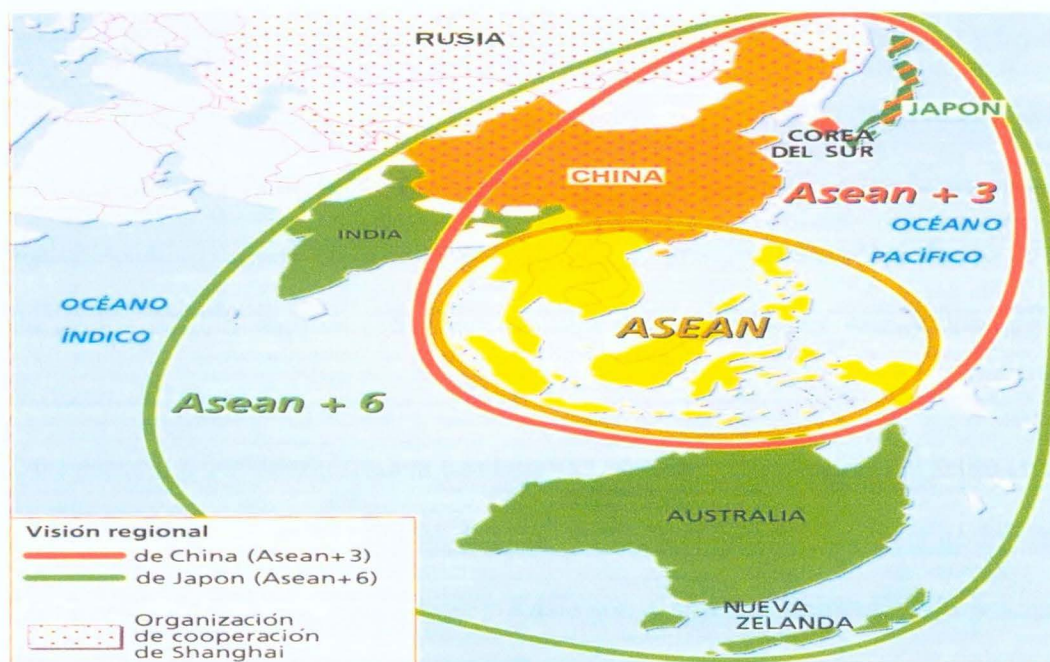 RUSIA
JAPON
COREA
DEL SUR
CHINA
Asean + 3
OCÉANO
PACÌFICO
INDIA
OCÉANO
ÍNDICO
ASEAN
Asean + 6
AUSTRALIA
NUEVA
ZELANDA
Visión regional
de China (Asean+3)
de Japon (Asean+6)
Organización
de cooperación
de Shanghai